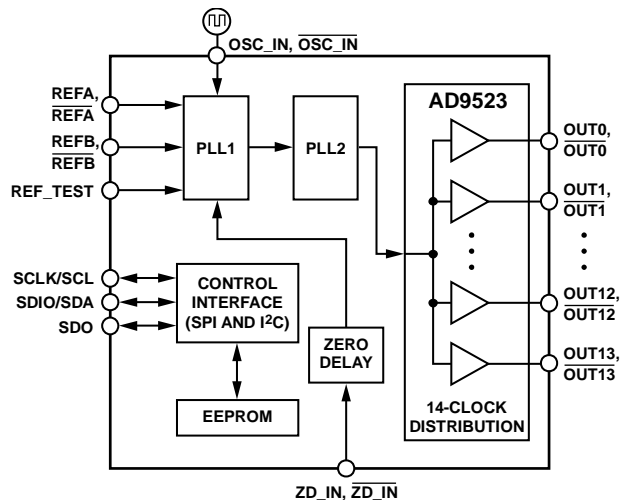 OSC_IN, OSC_IN
REFA,
REFA
REFB,
REFB
REF_TEST
PLL1
PLL2
AD9523
OUT0,
OUT0
OUT1,
OUT1
SCLK/SCL
SDIO/SDA
SDO
CONTROL
INTERFACE
(SPI AND I²C)
EEPROM
ZERO
DELAY
OUT12,
OUT12
OUT13,
OUT13
14-CLOCK
DISTRIBUTION
ZD_IN, ZD_IN